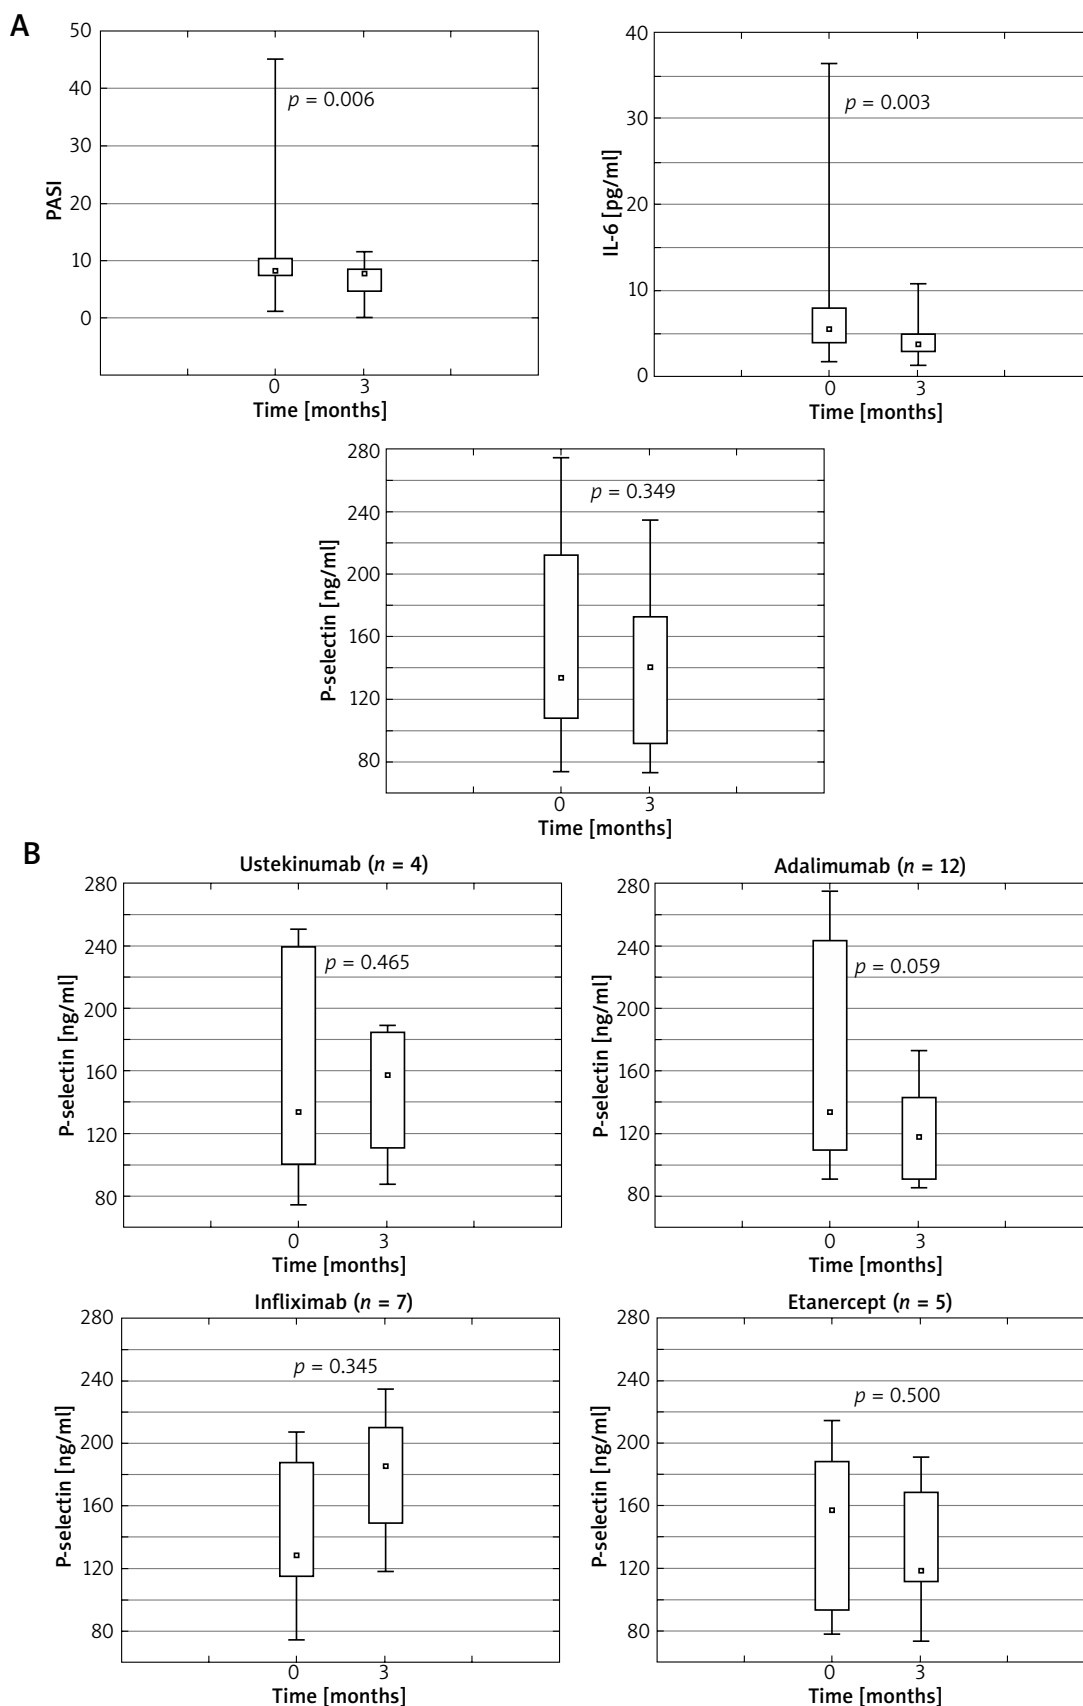 A
50
40
30
20
10
0
PASI
p = 0.006
0 3
Time [months]
40
30
20
10
0
IL-6 [pg/ml]
p = 0.003
0 3
Time [months]
280
240
200
160
120
80
P-selectin [ng/ml]
p = 0.349
0 3
Time [months]
B
Ustekinumab (n = 4)
280
240
200
160
120
80
P-selectin [ng/ml]
p = 0.465
0 3
Time [months]
Adalimumab (n = 12)
280
240
200
160
120
80
P-selectin [ng/ml]
p = 0.059
0 3
Time [months]
Infliximab (n = 7)
280
240
200
160
120
80
P-selectin [ng/ml]
p = 0.345
0 3
Time [months]
Etanercept (n = 5)
280
240
200
160
120
80
P-selectin [ng/ml]
p = 0.500
0 3
Time [months]